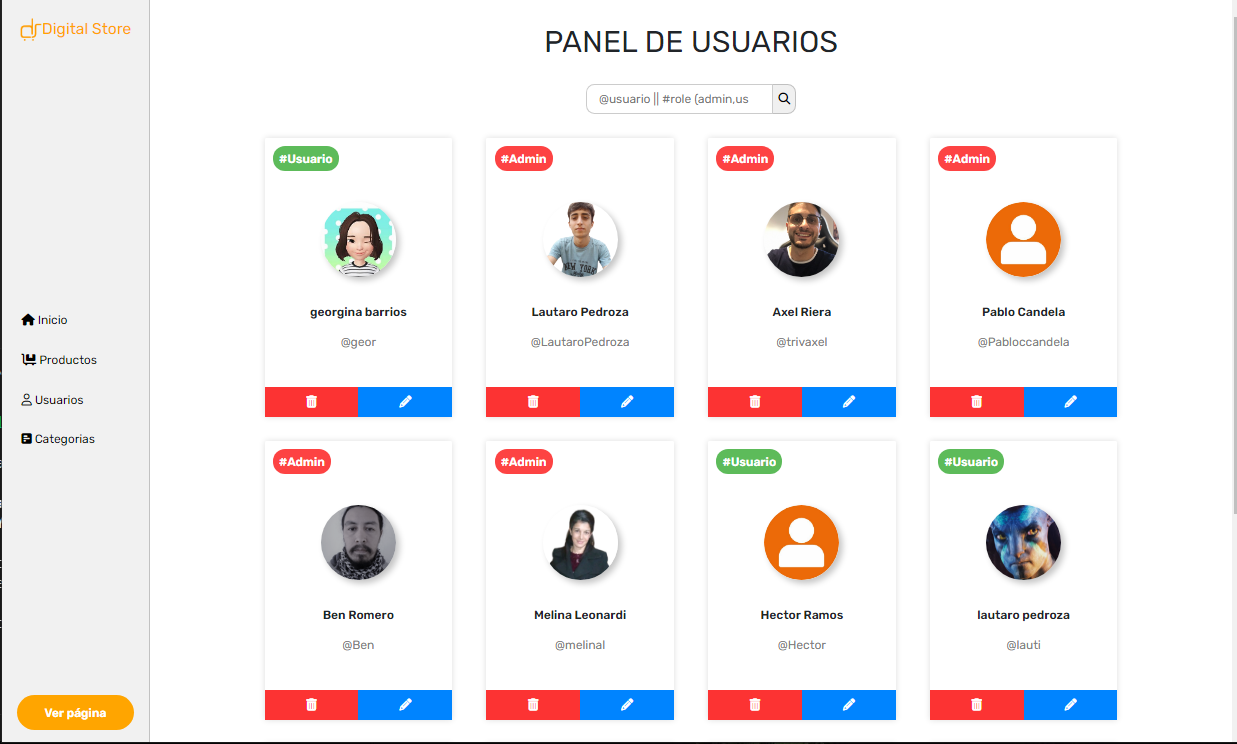 Digital Store
Inicio
Productos
Usuarios
Categorias
Ver página
PANEL DE USUARIOS
@usuario || #role (admin,us
#Usuario
georgina barrios
@geor
#Admin
Lautaro Pedroza
@LautaroPedroza
#Admin
Axel Riera
@trivaxel
#Admin
Pablo Candela
@Pabloccandela
#Admin
Ben Romero
@Ben
#Admin
Melina Leonardi
@melinal
#Usuario
Hector Ramos
@Hector
#Usuario
lautaro pedroza
@lauti